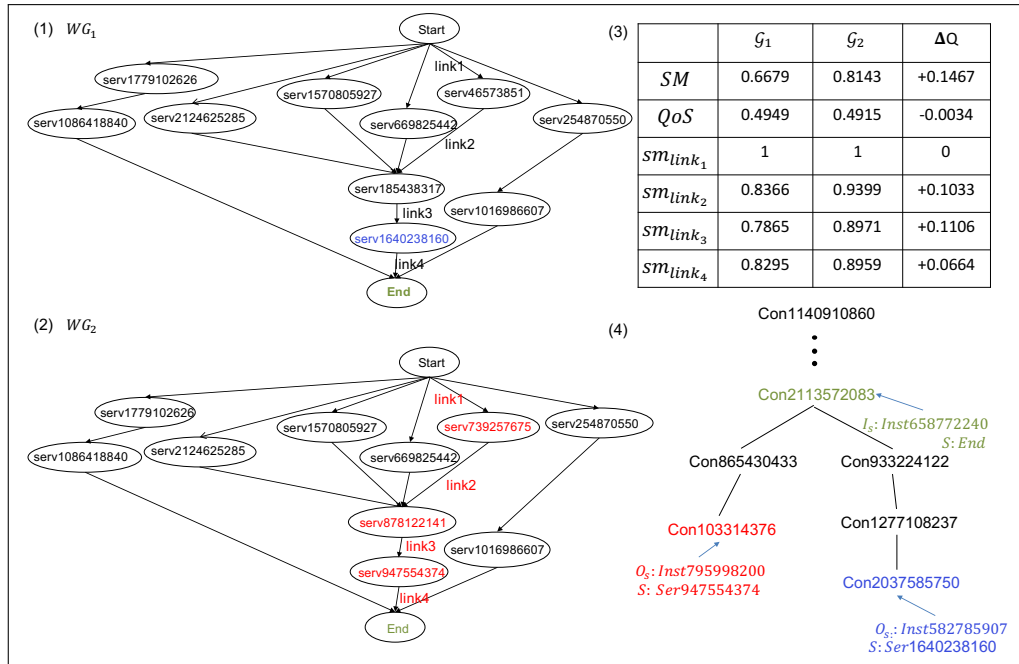 (1) WG₁
Start
link1
serv1779102626
serv1570805927
serv46573851
serv1086418840
serv2124625285
serv669825442
serv254870550
link2
serv185438317
link3
serv1016986607
serv1640238160
link4
End
(2) WG₂
Start
link1
serv1779102626
serv1570805927
serv739257675
serv254870550
serv1086418840
serv2124625285
serv669825442
link2
serv878122141
link3
serv1016986607
serv947554374
link4
End
(3)
G₁ G₂ ΔQ
SM 0.6679 0.8143 +0.1467
QoS 0.4949 0.4915 -0.0034
sm_link₁ 1 1 0
sm_link₂ 0.8366 0.9399 +0.1033
sm_link₃ 0.7865 0.8971 +0.1106
sm_link₄ 0.8295 0.8959 +0.0664
(4)
Con1140910860
Con2113572083
I_s: Inst658772240
S: End
Con865430433
Con933224122
Con103314376
Con1277108237
O_s: Inst795998200
S: Ser947554374
Con2037585750
O_s: Inst582785907
S: Ser1640238160